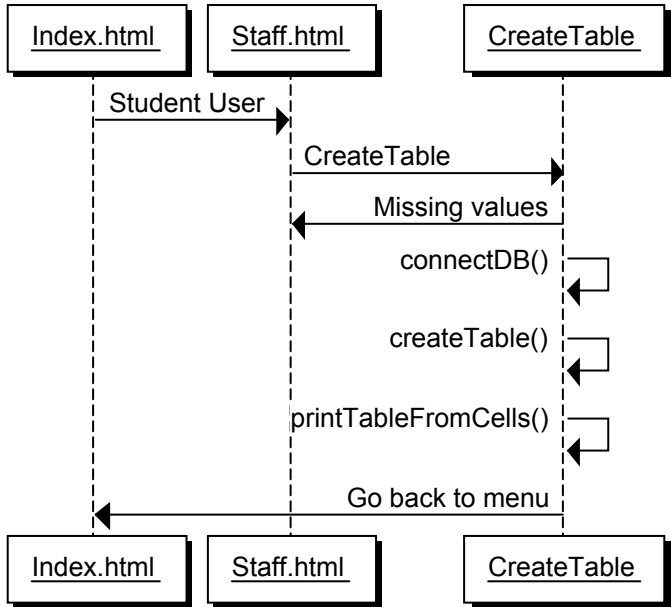 Index.html
Staff.html
CreateTable
Student User
CreateTable
Missing values
connectDB()
createTable()
printTableFromCells()
Go back to menu
Index.html
Staff.html
CreateTable